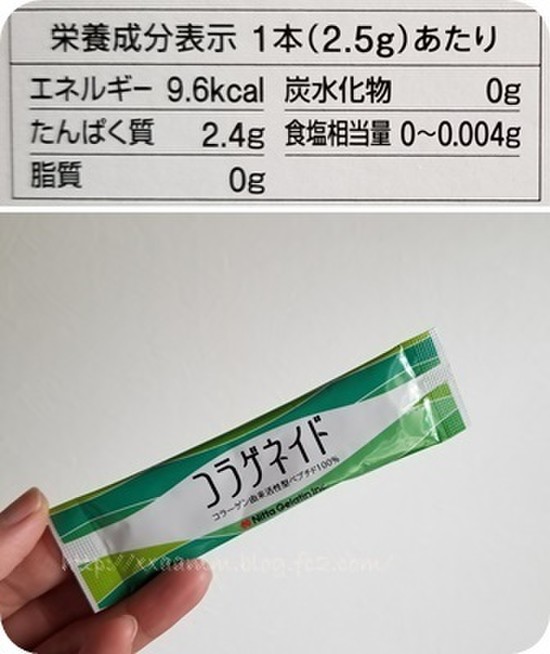 栄養成分表示 1本(2.5g)あたり
エネルギー 9.6kcal 炭水化物 0g
たんぱく質 2.4g 食塩相当量 0～0.004g
脂質 0g
コラゲネイド
コラーゲン由来活性型ペプチド100%
Nitta Gelatin Inc.